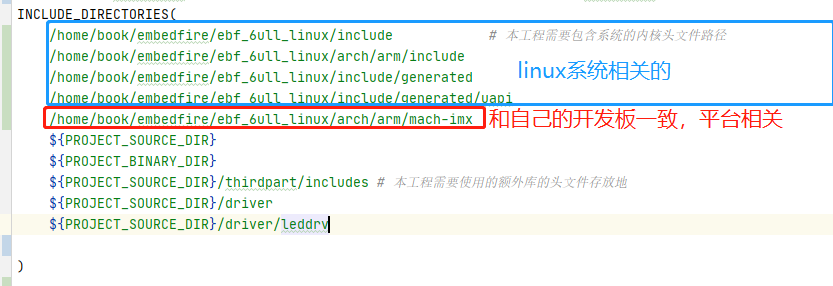 INCLUDE_DIRECTORIES(
/home/book/embedfire/ebf_6ull_linux/include # 本工程需要包含系统的内核头文件路径
/home/book/embedfire/ebf_6ull_linux/arch/arm/include
/home/book/embedfire/ebf_6ull_linux/include/generated linux系统相关的
/home/book/embedfire/ebf_6ull_linux/include/generated/uapi
/home/book/embedfire/ebf_6ull_linux/arch/arm/mach-imx 和自己的开发板一致，平台相关
${PROJECT_SOURCE_DIR}
${PROJECT_BINARY_DIR}
${PROJECT_SOURCE_DIR}/thirdpart/includes # 本工程需要使用的额外库的头文件存放地
${PROJECT_SOURCE_DIR}/driver
${PROJECT_SOURCE_DIR}/driver/leddrv
)